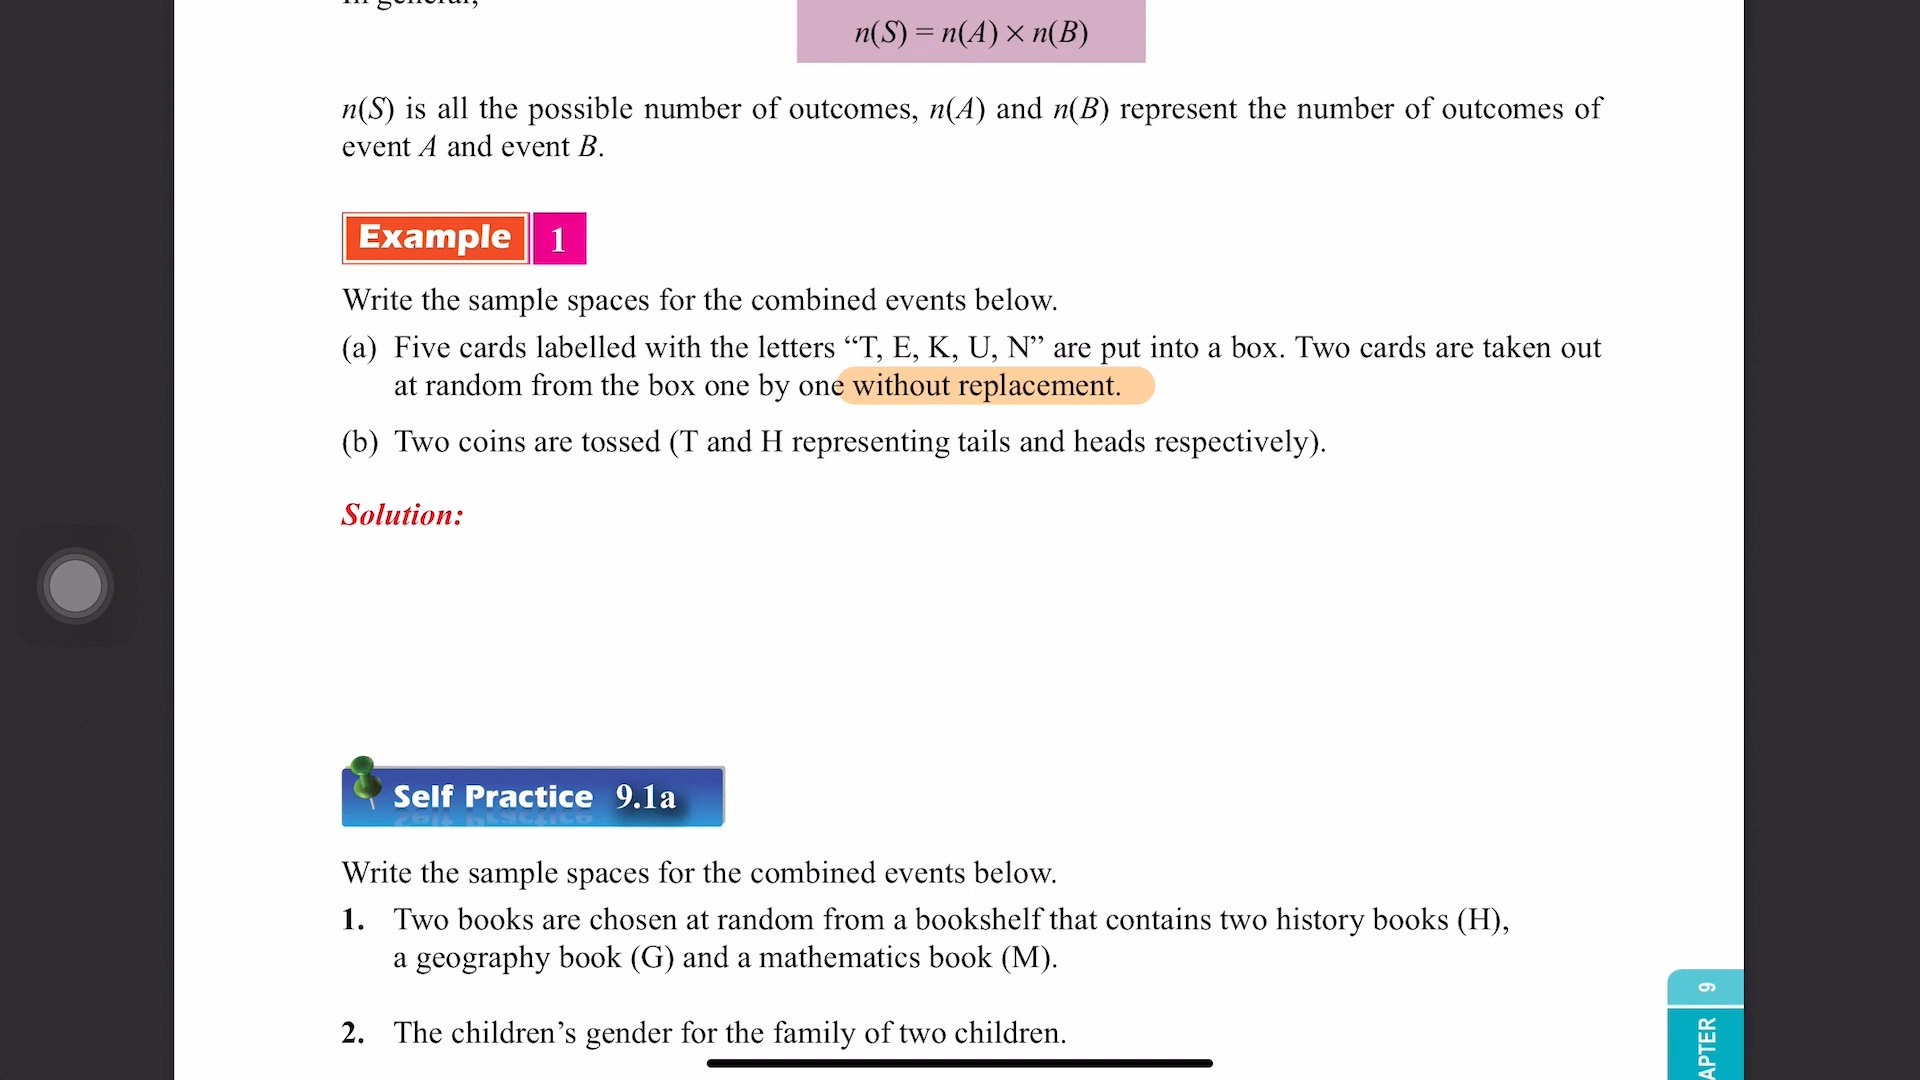 In general,
n(S) = n(A) × n(B)
n(S) is all the possible number of outcomes, n(A) and n(B) represent the number of outcomes of
event A and event B.
Example 1
Write the sample spaces for the combined events below.
(a) Five cards labelled with the letters “T, E, K, U, N” are put into a box. Two cards are taken out
at random from the box one by one without replacement.
(b) Two coins are tossed (T and H representing tails and heads respectively).
Solution:
Self Practice 9.1a
Write the sample spaces for the combined events below.
1. Two books are chosen at random from a bookshelf that contains two history books (H),
a geography book (G) and a mathematics book (M).
2. The children’s gender for the family of two children.
APTER 9